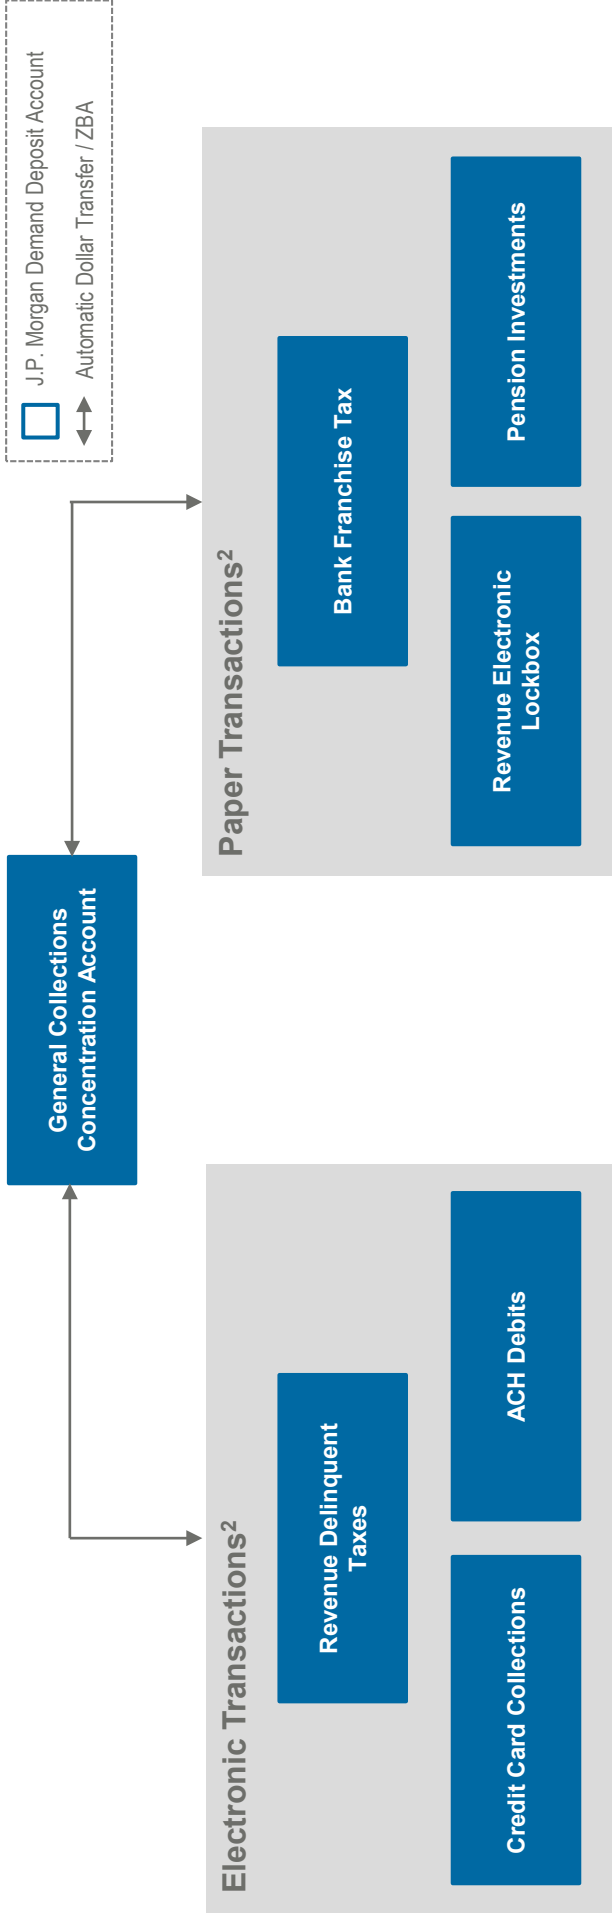 J.P. Morgan Demand Deposit Account
Automatic Dollar Transfer / ZBA
General Collections
Concentration Account
Electronic Transactions2
Revenue Delinquent
Taxes
Credit Card Collections
ACH Debits
Paper Transactions2
Bank Franchise Tax
Revenue Electronic
Lockbox
Pension Investments